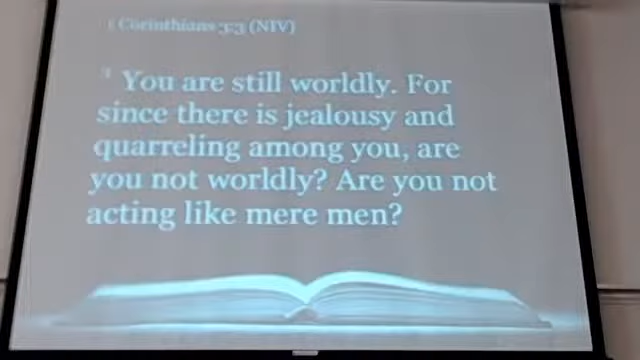 1 Corinthians 3:3 (NIV)
3 You are still worldly. For
since there is jealousy and
quarreling among you, are
you not worldly? Are you not
acting like mere men?